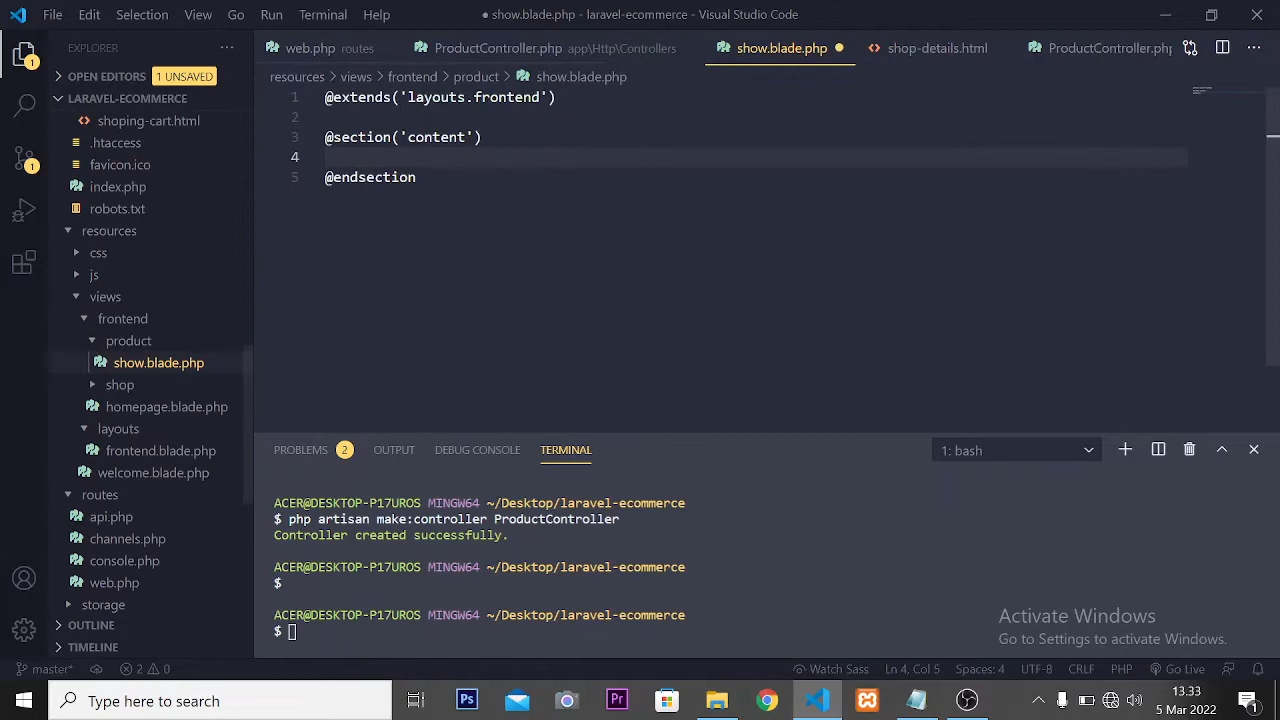 File Edit Selection View Go Run Terminal Help
● show.blade.php - laravel-ecommerce - Visual Studio Code
EXPLORER
web.php routes
ProductController.php app\Http\Controllers
show.blade.php
shop-details.html
ProductController.php
OPEN EDITORS 1 UNSAVED
resources > views > frontend > product > show.blade.php
LARAVEL-ECOMMERCE
shoping-cart.html
.htaccess
favicon.ico
index.php
robots.txt
resources
css
js
views
frontend
product
show.blade.php
shop
homepage.blade.php
layouts
frontend.blade.php
welcome.blade.php
routes
api.php
channels.php
console.php
web.php
storage
OUTLINE
TIMELINE
1 @extends('layouts.frontend')
2
3 @section('content')
4
5 @endsection
PROBLEMS 2 OUTPUT DEBUG CONSOLE TERMINAL
1: bash
ACER@DESKTOP-P17UROS MINGW64 ~/Desktop/laravel-ecommerce
$ php artisan make:controller ProductController
Controller created successfully.
ACER@DESKTOP-P17UROS MINGW64 ~/Desktop/laravel-ecommerce
$
ACER@DESKTOP-P17UROS MINGW64 ~/Desktop/laravel-ecommerce
$
Activate Windows
Go to Settings to activate Windows.
master* 2 0 Watch Sass Ln 4, Col 5 Spaces: 4 UTF-8 CRLF PHP Go Live
Type here to search
13:38
5 Mar 2022